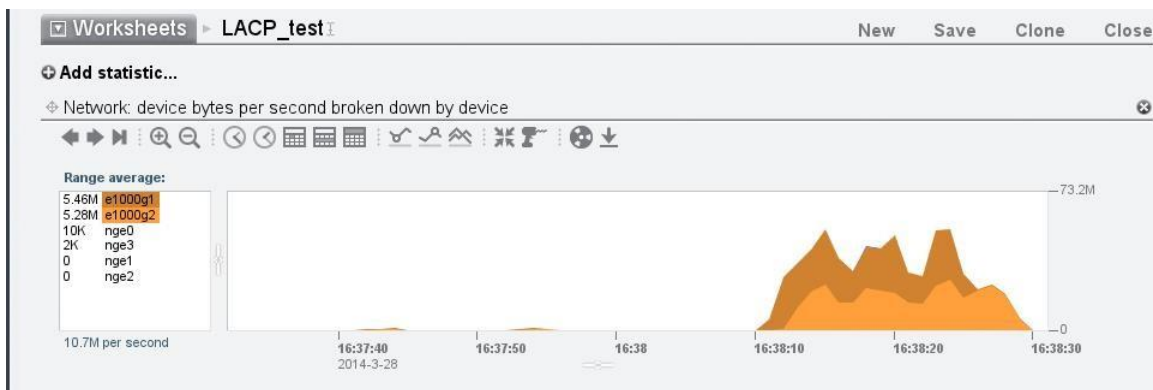 Worksheets LACP_test New Save Clone Close
Add statistic...
Network: device bytes per second broken down by device
Range average:
5.46M e1000g1
5.28M e1000g2
10K nge0
2K nge3
0 nge1
0 nge2
10.7M per second
73.2M
0
16:37:40 16:37:50 16:38 16:38:10 16:38:20 16:38:30
2014-3-28